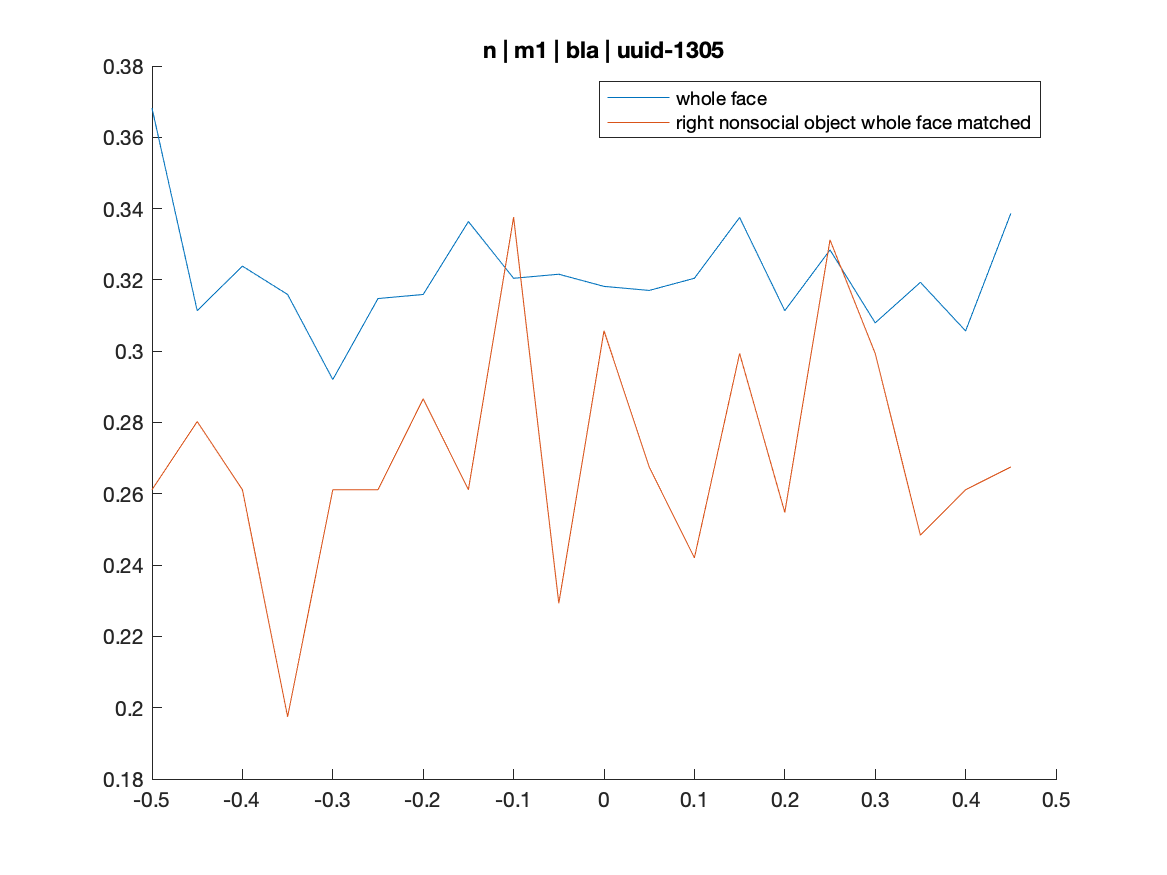 n | m1 | bla | uuid-1305
whole face
right nonsocial object whole face matched
0.38
0.36
0.34
0.32
0.3
0.28
0.26
0.24
0.22
0.2
0.18
-0.5 -0.4 -0.3 -0.2 -0.1 0 0.1 0.2 0.3 0.4 0.5